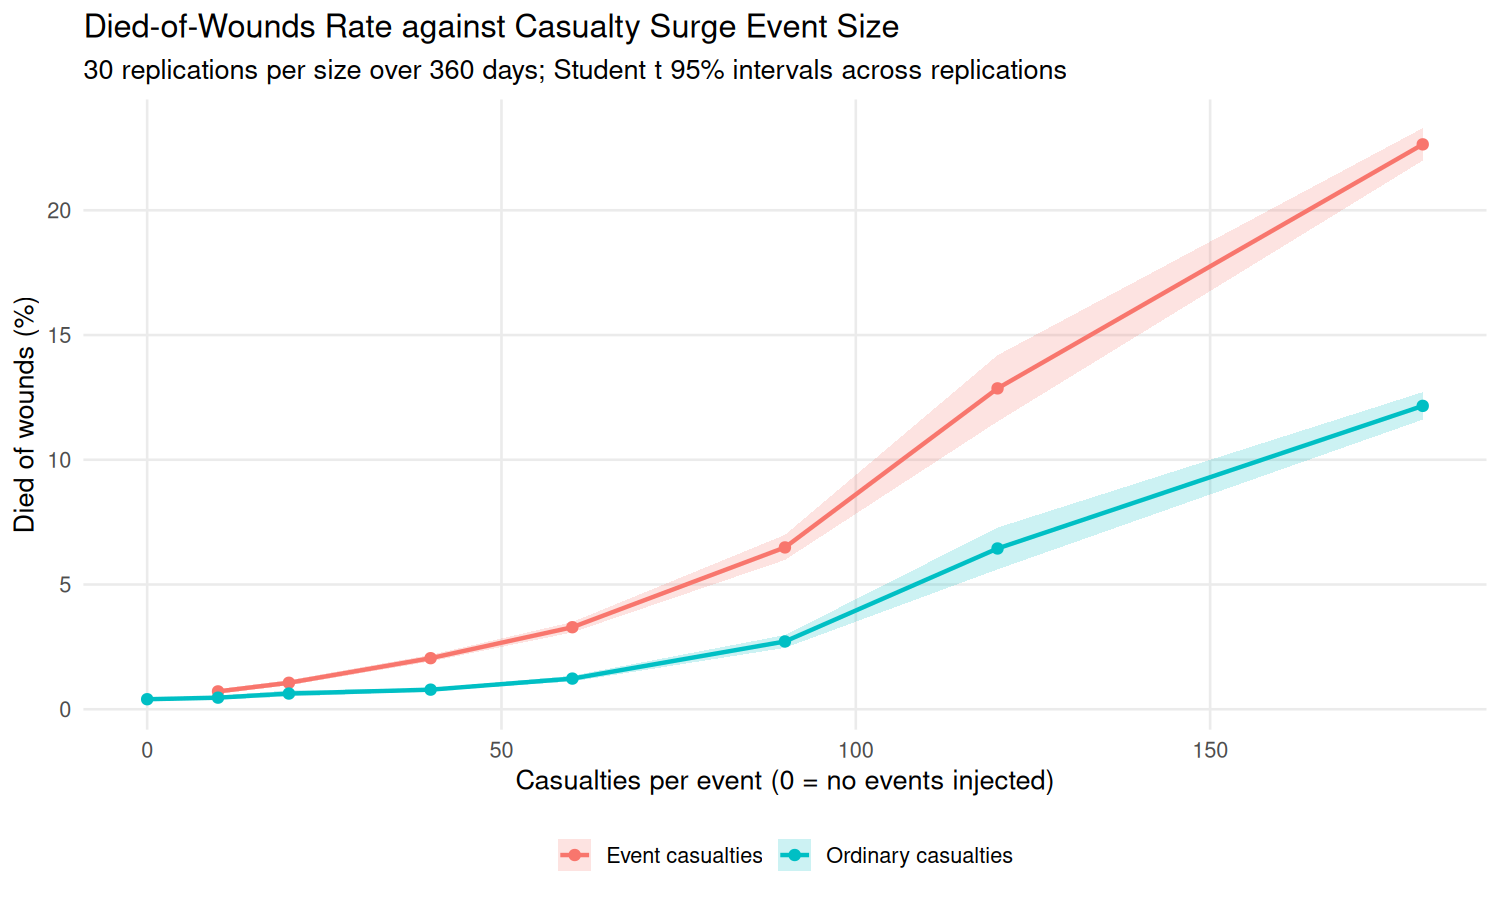 Died-of-Wounds Rate against Casualty Surge Event Size
30 replications per size over 360 days; Student t 95% intervals across replications
Died of wounds (%)
20
15
10
5
0
0 50 100 150
Casualties per event (0 = no events injected)
Event casualties Ordinary casualties